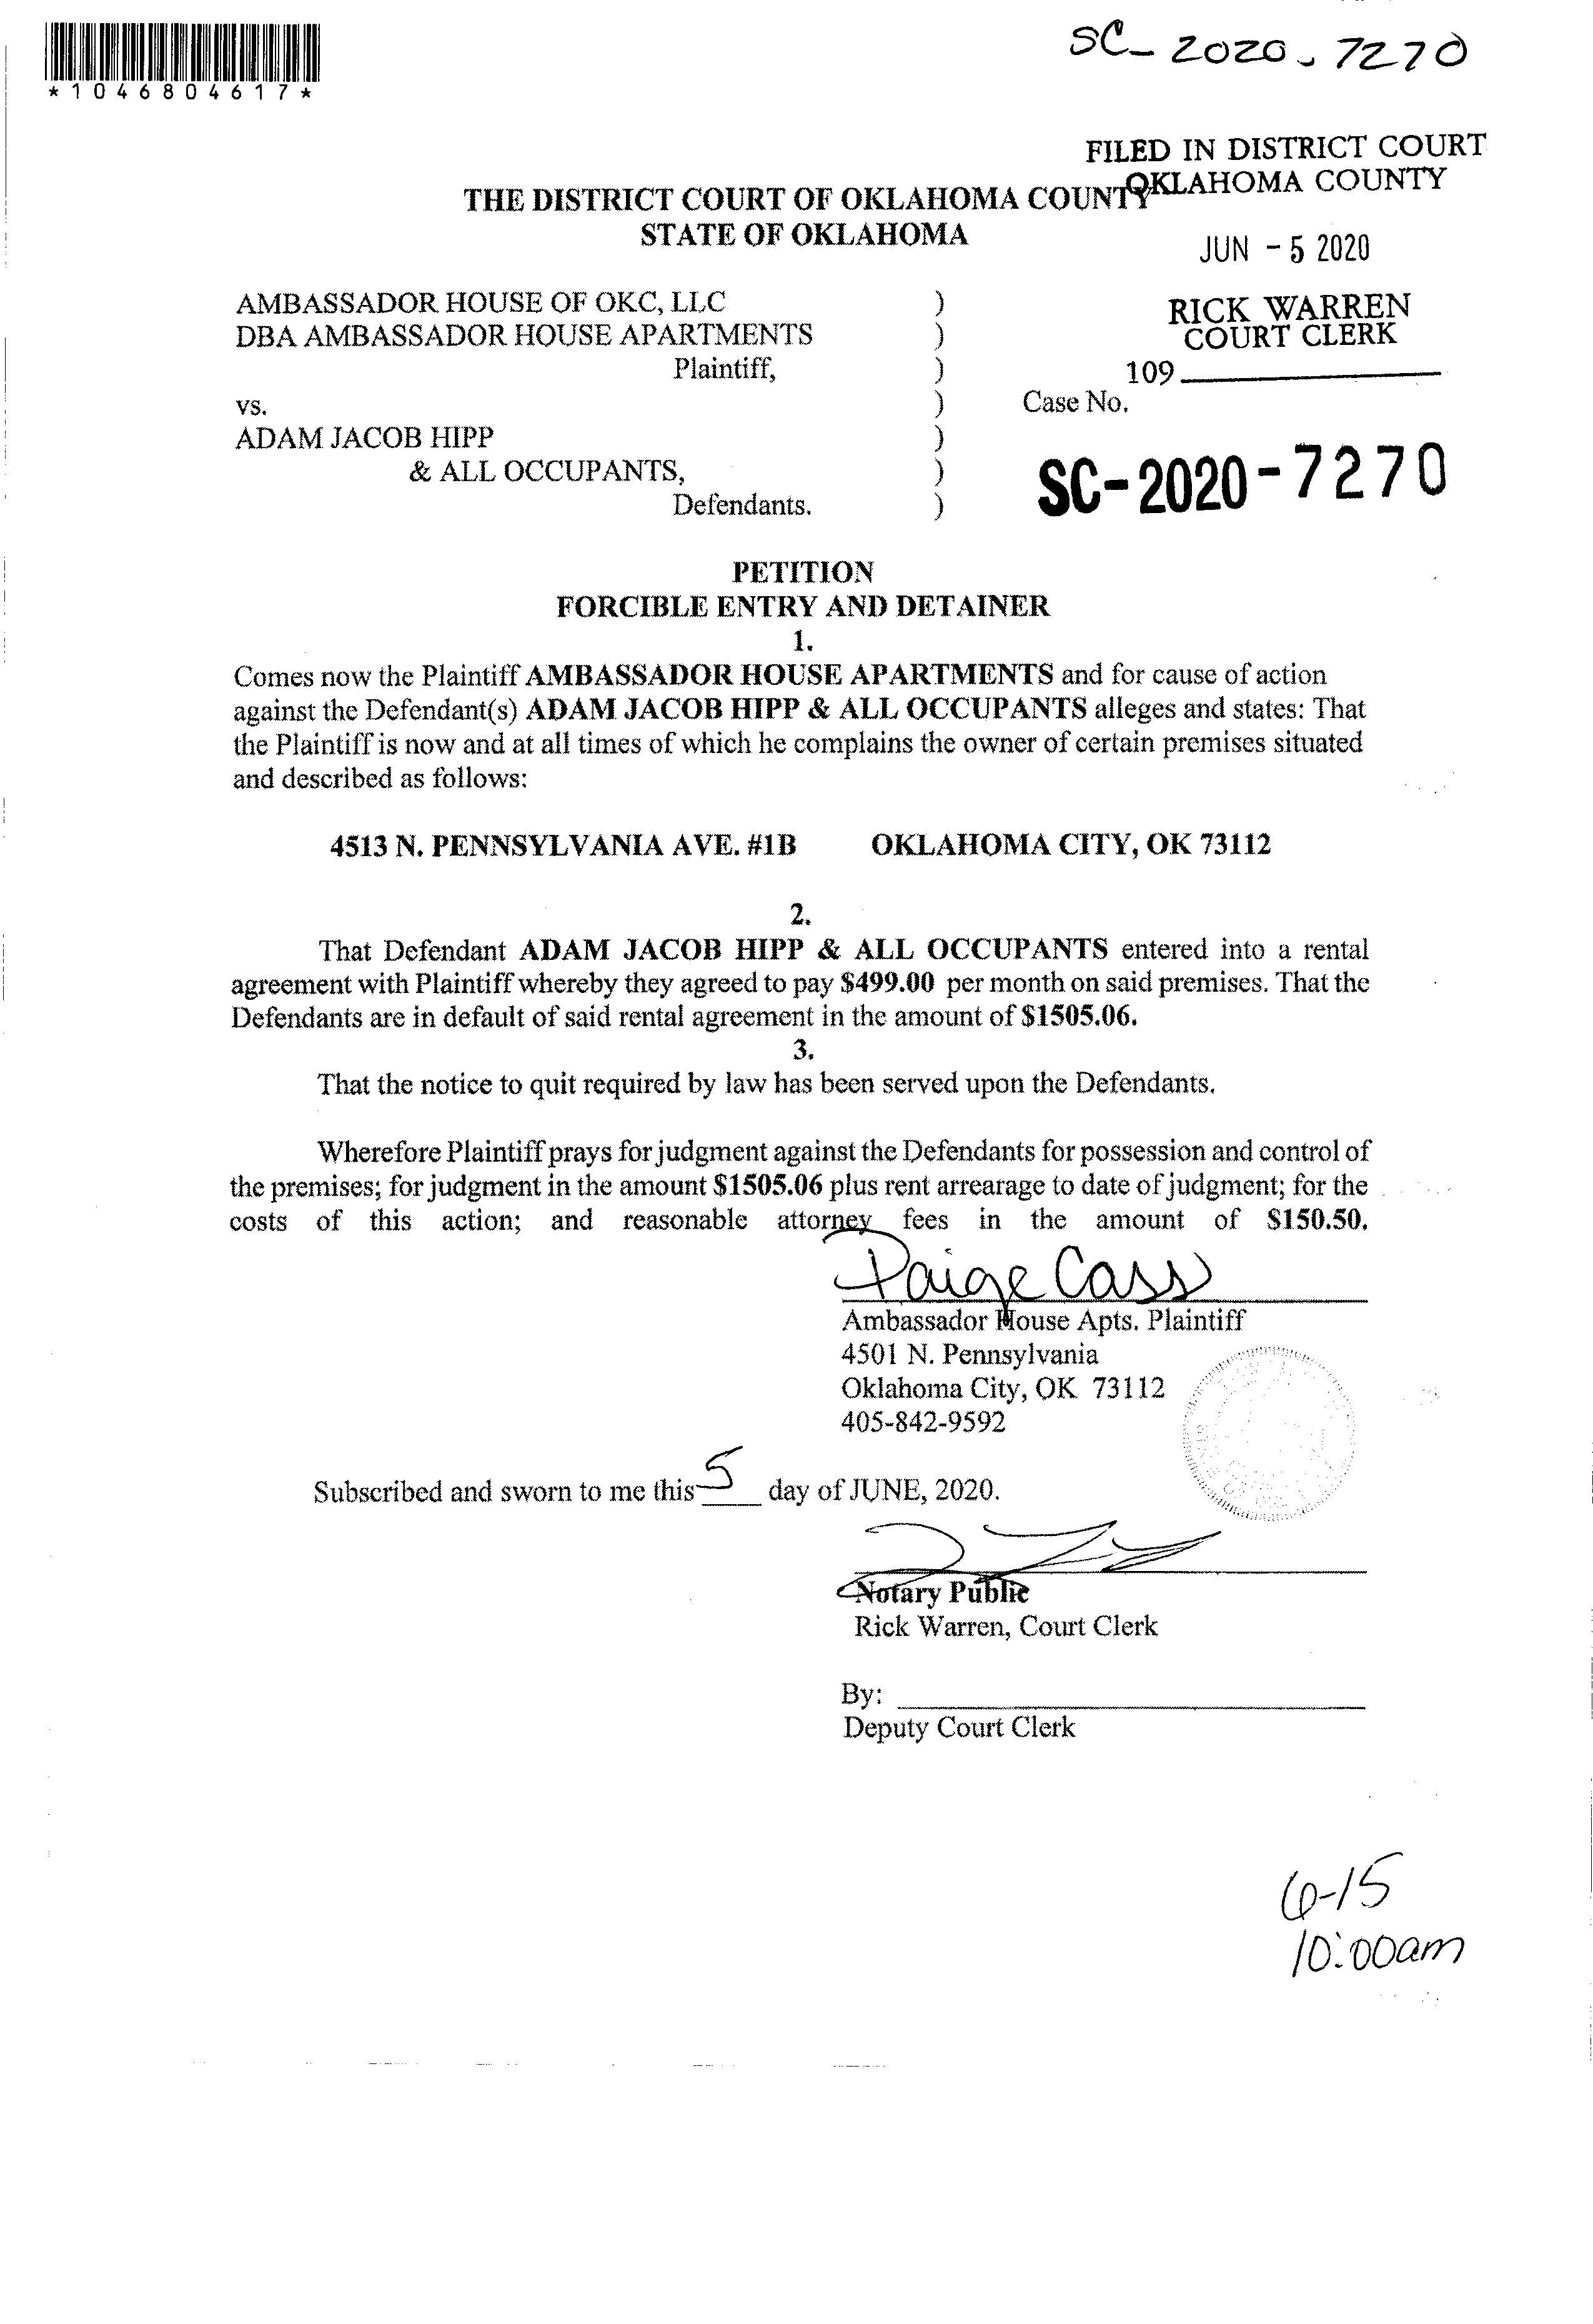 SC-2020-7270
*1046804617*
FILED IN DISTRICT COURT
OKLAHOMA COUNTY
THE DISTRICT COURT OF OKLAHOMA COUNTY
STATE OF OKLAHOMA
JUN - 5 2020
AMBASSADOR HOUSE OF OKC, LLC )
RICK WARREN
DBA AMBASSADOR HOUSE APARTMENTS )
COURT CLERK
Plaintiff, )
109
vs. ) Case No.
ADAM JACOB HIPP )
& ALL OCCUPANTS, )
SC-2020-7270
Defendants. )
PETITION
FORCIBLE ENTRY AND DETAINER
1.
Comes now the Plaintiff AMBASSADOR HOUSE APARTMENTS and for cause of action
against the Defendant(s) ADAM JACOB HIPP & ALL OCCUPANTS alleges and states: That
the Plaintiff is now and at all times of which he complains the owner of certain premises situated
and described as follows:
4513 N. PENNSYLVANIA AVE. #1B OKLAHOMA CITY, OK 73112
2.
That Defendant ADAM JACOB HIPP & ALL OCCUPANTS entered into a rental
agreement with Plaintiff whereby they agreed to pay $499.00 per month on said premises. That the
Defendants are in default of said rental agreement in the amount of $1505.06.
3.
That the notice to quit required by law has been served upon the Defendants.
Wherefore Plaintiff prays for judgment against the Defendants for possession and control of
the premises; for judgment in the amount $1505.06 plus rent arrearage to date of judgment; for the
costs of this action; and reasonable attorney fees in the amount of $150.50.
Paige Cass
Ambassador House Apts. Plaintiff
4501 N. Pennsylvania
Oklahoma City, OK 73112
405-842-9592
Subscribed and sworn to me this 5 day of JUNE, 2020.
Notary Public
Rick Warren, Court Clerk
By:
Deputy Court Clerk
6-15
10:00am